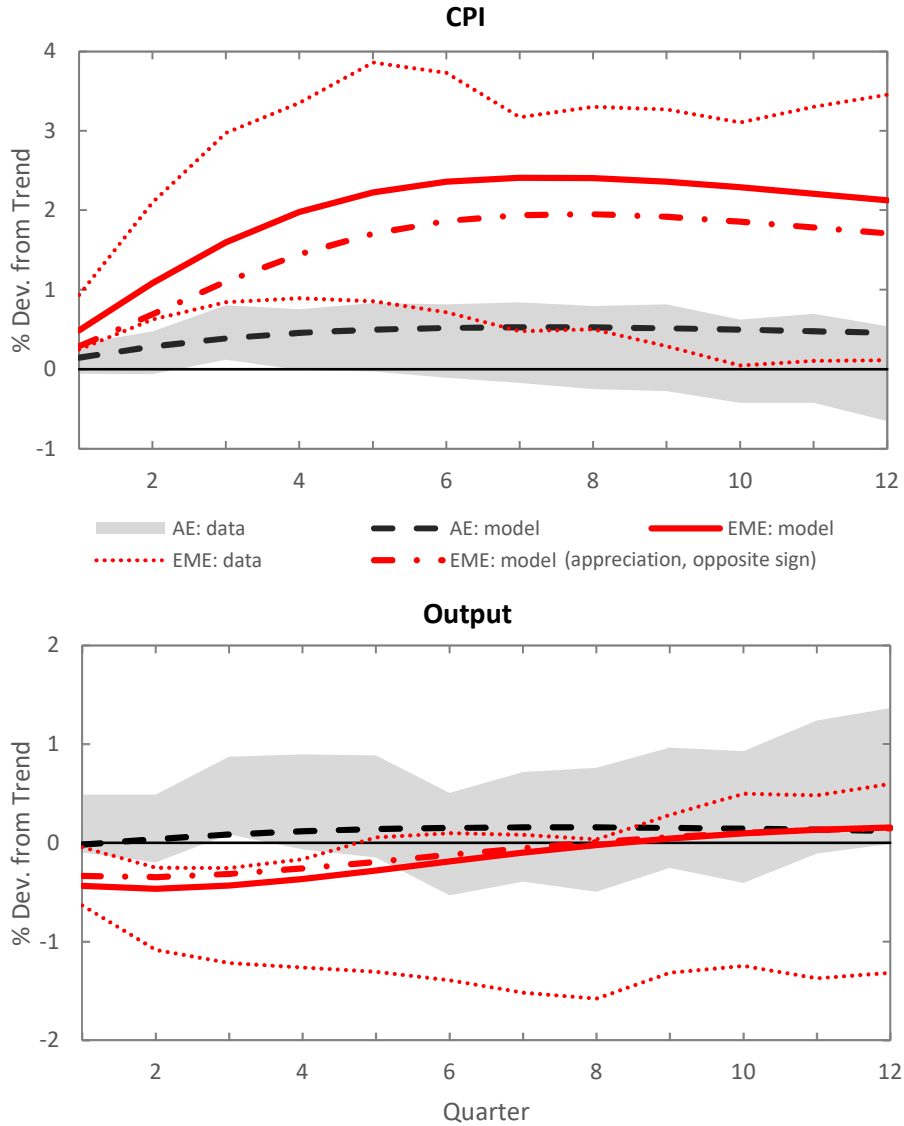 CPI
% Dev. from Trend
4
3
2
1
0
-1
2 4 6 8 10 12
AE: data AE: model EME: model
EME: data EME: model (appreciation, opposite sign)
Output
% Dev. from Trend
2
1
0
-1
-2
2 4 6 8 10 12
Quarter